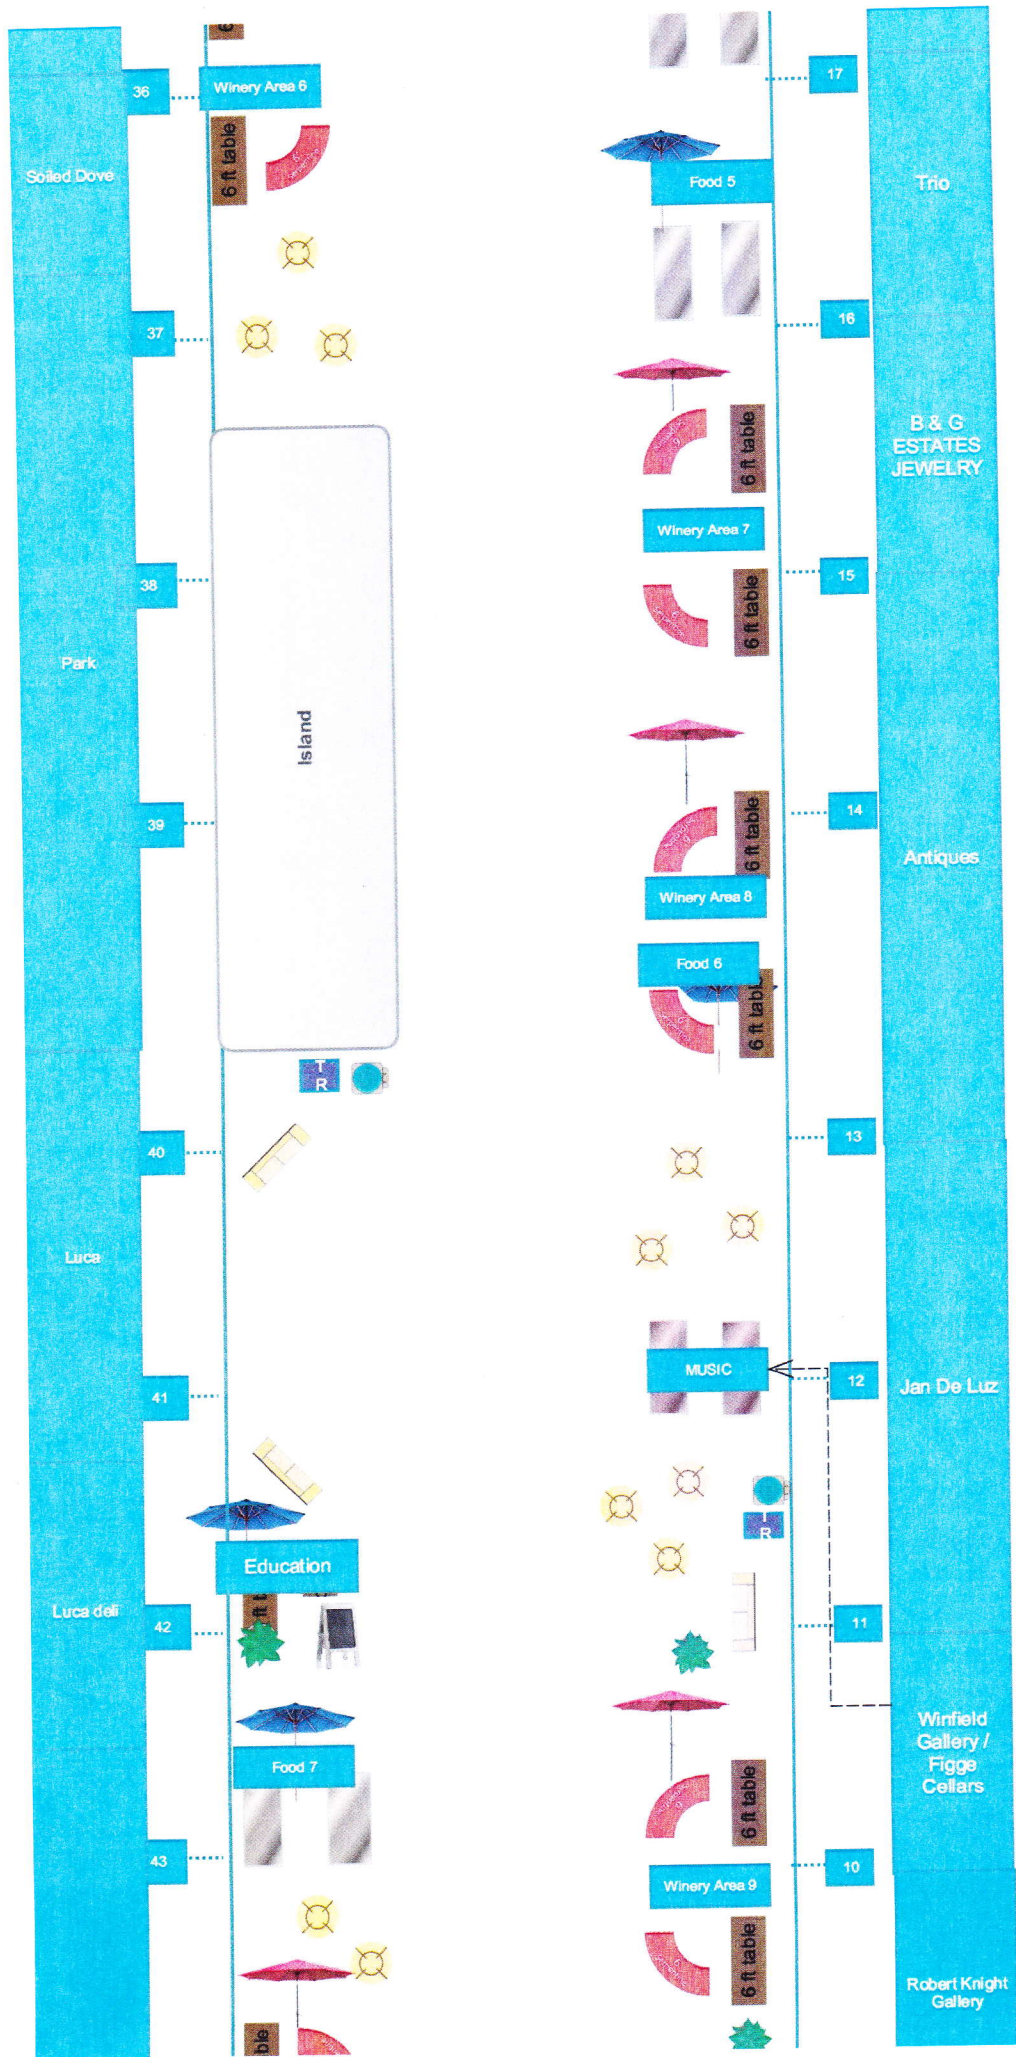 36
Soiled Dove
37
38
Park
39
40
Luca
41
Luca deli
42
43
6
Winery Area 6
6 ft table
Island
T
R
Education
ft t
Food 7
ble
17
Food 5
16
6 ft table
Winery Area 7
15
6 ft table
14
6 ft table
Winery Area 8
Food 6
6 ft table
13
MUSIC
12
T
R
11
6 ft table
Winery Area 9
10
6 ft table
Trio
B & G
ESTATES
JEWELRY
Antiques
Jan De Luz
Winfield
Gallery /
Figge
Cellars
Robert Knight
Gallery